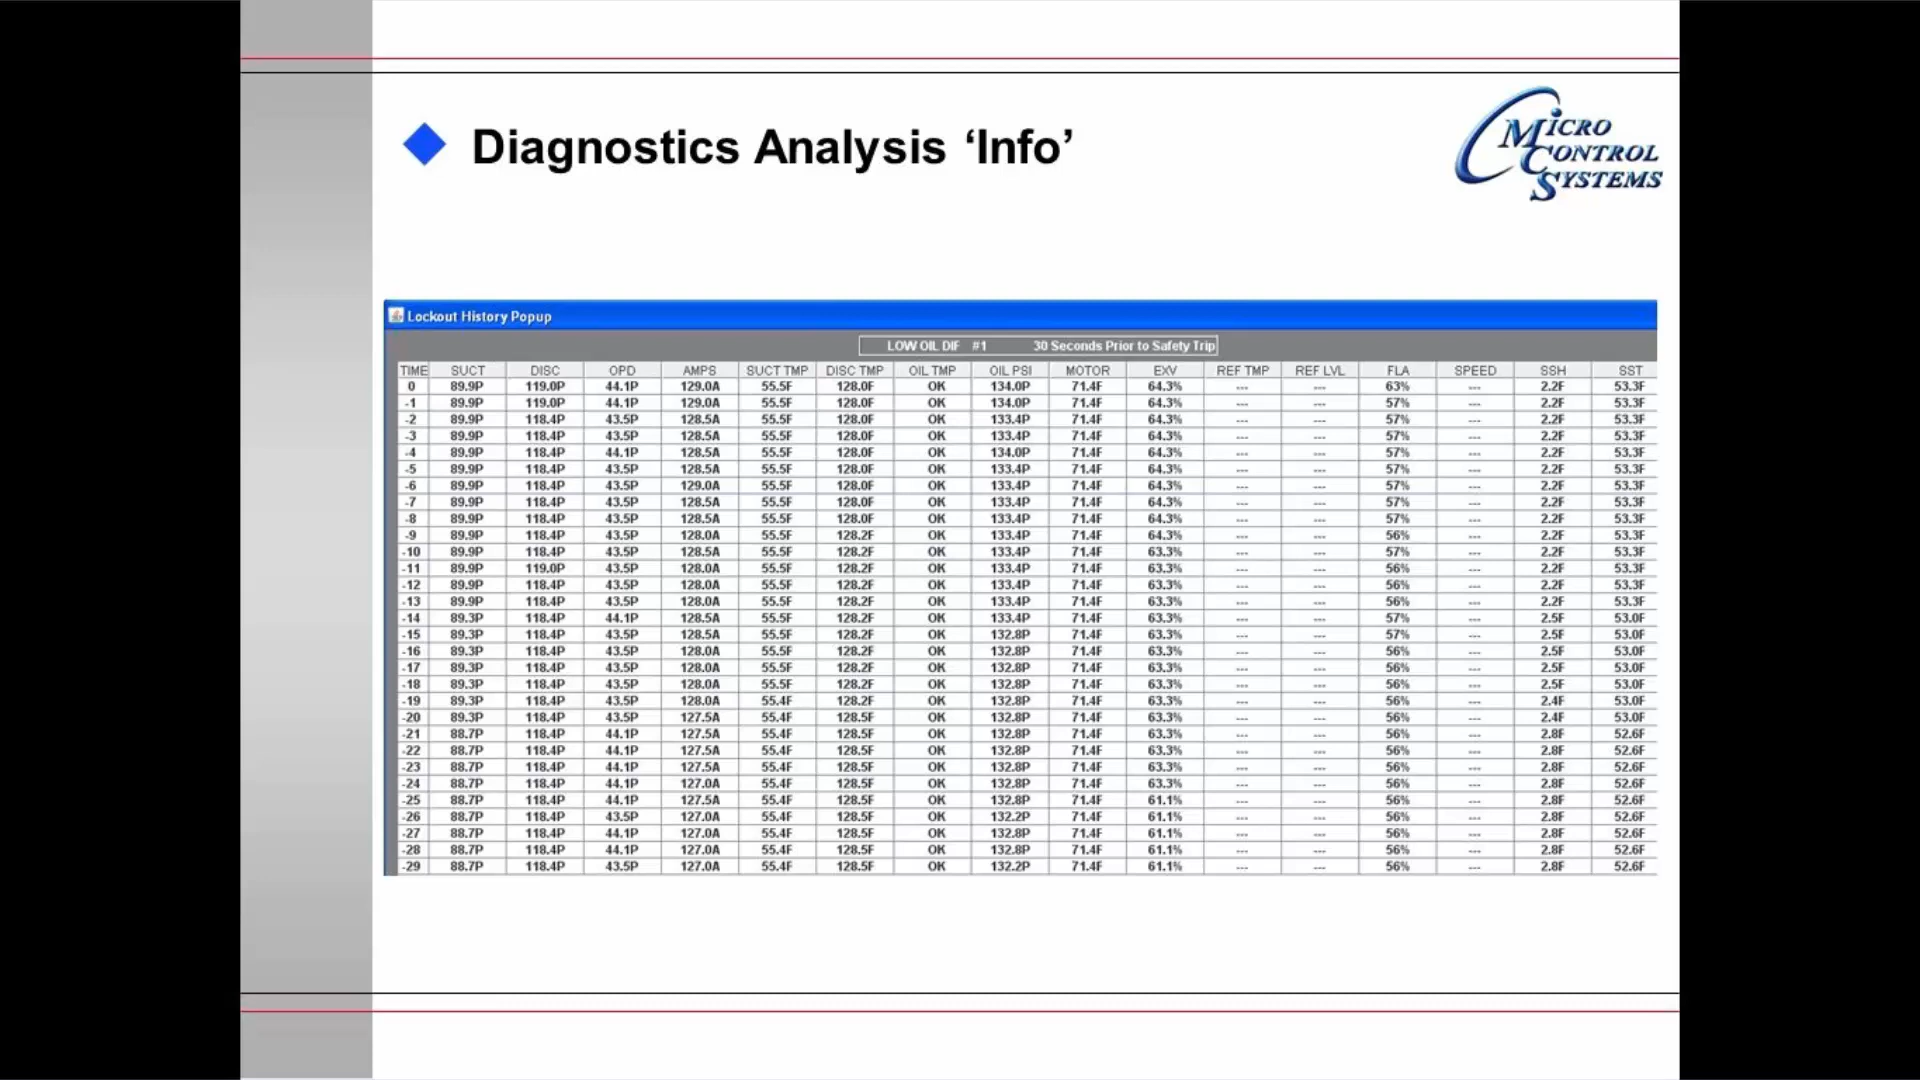 Diagnostics Analysis ‘Info’
MICRO
CONTROL
SYSTEMS
Lockout History Popup
LOW OIL DIF #1 30 Seconds Prior to Safety Trip
TIME SUCT DISC OPD AMPS SUCT TMP DISC TMP OIL TMP OIL PSI MOTOR EXV REF TMP REF LVL FLA SPEED SSH SST
0 89.9P 119.0P 44.1P 129.0A 55.5F 128.0F OK 134.0P 71.4F 64.3% --- --- 63% --- 2.2F 53.3F
-1 89.9P 119.0P 44.1P 129.0A 55.5F 128.0F OK 134.0P 71.4F 64.3% --- --- 57% --- 2.2F 53.3F
-2 89.9P 118.4P 43.5P 128.5A 55.5F 128.0F OK 133.4P 71.4F 64.3% --- --- 57% --- 2.2F 53.3F
-3 89.9P 118.4P 43.5P 128.5A 55.5F 128.0F OK 133.4P 71.4F 64.3% --- --- 57% --- 2.2F 53.3F
-4 89.9P 118.4P 44.1P 128.5A 55.5F 128.0F OK 134.0P 71.4F 64.3% --- --- 57% --- 2.2F 53.3F
-5 89.9P 118.4P 43.5P 128.5A 55.5F 128.0F OK 133.4P 71.4F 64.3% --- --- 57% --- 2.2F 53.3F
-6 89.9P 118.4P 43.5P 129.0A 55.5F 128.0F OK 133.4P 71.4F 64.3% --- --- 57% --- 2.2F 53.3F
-7 89.9P 118.4P 43.5P 128.5A 55.5F 128.0F OK 133.4P 71.4F 64.3% --- --- 57% --- 2.2F 53.3F
-8 89.9P 118.4P 43.5P 128.5A 55.5F 128.0F OK 133.4P 71.4F 64.3% --- --- 57% --- 2.2F 53.3F
-9 89.9P 118.4P 43.5P 128.0A 55.5F 128.2F OK 133.4P 71.4F 64.3% --- --- 56% --- 2.2F 53.3F
-10 89.9P 118.4P 43.5P 128.5A 55.5F 128.2F OK 133.4P 71.4F 63.3% --- --- 57% --- 2.2F 53.3F
-11 89.9P 119.0P 43.5P 128.0A 55.5F 128.2F OK 133.4P 71.4F 63.3% --- --- 56% --- 2.2F 53.3F
-12 89.9P 118.4P 43.5P 128.0A 55.5F 128.2F OK 133.4P 71.4F 63.3% --- --- 56% --- 2.2F 53.3F
-13 89.9P 118.4P 43.5P 128.0A 55.5F 128.2F OK 133.4P 71.4F 63.3% --- --- 56% --- 2.2F 53.3F
-14 89.3P 118.4P 44.1P 128.5A 55.5F 128.2F OK 133.4P 71.4F 63.3% --- --- 57% --- 2.5F 53.0F
-15 89.3P 118.4P 43.5P 128.5A 55.5F 128.2F OK 132.8P 71.4F 63.3% --- --- 57% --- 2.5F 53.0F
-16 89.3P 118.4P 43.5P 128.0A 55.5F 128.2F OK 132.8P 71.4F 63.3% --- --- 56% --- 2.5F 53.0F
-17 89.3P 118.4P 43.5P 128.0A 55.5F 128.2F OK 132.8P 71.4F 63.3% --- --- 56% --- 2.5F 53.0F
-18 89.3P 118.4P 43.5P 128.0A 55.5F 128.2F OK 132.8P 71.4F 63.3% --- --- 56% --- 2.5F 53.0F
-19 89.3P 118.4P 43.5P 128.0A 55.4F 128.2F OK 132.8P 71.4F 63.3% --- --- 56% --- 2.4F 53.0F
-20 89.3P 118.4P 43.5P 127.5A 55.4F 128.5F OK 132.8P 71.4F 63.3% --- --- 56% --- 2.4F 53.0F
-21 88.7P 118.4P 44.1P 127.5A 55.4F 128.5F OK 132.8P 71.4F 63.3% --- --- 56% --- 2.8F 52.6F
-22 88.7P 118.4P 44.1P 127.5A 55.4F 128.5F OK 132.8P 71.4F 63.3% --- --- 56% --- 2.8F 52.6F
-23 88.7P 118.4P 44.1P 127.5A 55.4F 128.5F OK 132.8P 71.4F 63.3% --- --- 56% --- 2.8F 52.6F
-24 88.7P 118.4P 44.1P 127.0A 55.4F 128.5F OK 132.8P 71.4F 63.3% --- --- 56% --- 2.8F 52.6F
-25 88.7P 118.4P 44.1P 127.5A 55.4F 128.5F OK 132.8P 71.4F 61.1% --- --- 56% --- 2.8F 52.6F
-26 88.7P 118.4P 43.5P 127.0A 55.4F 128.5F OK 132.2P 71.4F 61.1% --- --- 56% --- 2.8F 52.6F
-27 88.7P 118.4P 44.1P 127.0A 55.4F 128.5F OK 132.8P 71.4F 61.1% --- --- 56% --- 2.8F 52.6F
-28 88.7P 118.4P 44.1P 127.0A 55.4F 128.5F OK 132.8P 71.4F 61.1% --- --- 56% --- 2.8F 52.6F
-29 88.7P 118.4P 43.5P 127.0A 55.4F 128.5F OK 132.2P 71.4F 61.1% --- --- 56% --- 2.8F 52.6F